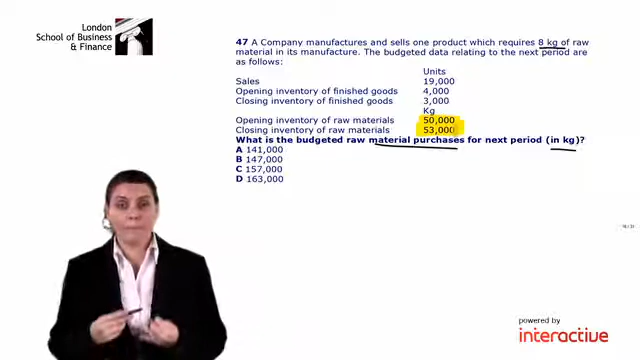 London
School of Business
& Finance
47 A Company manufactures and sells one product which requires 8 kg of raw
material in its manufacture. The budgeted data relating to the next period are
as follows:
Units
Sales 19,000
Opening inventory of finished goods 4,000
Closing inventory of finished goods 3,000
Kg
Opening inventory of raw materials 50,000
Closing inventory of raw materials 53,000
What is the budgeted raw material purchases for next period (in kg)?
A 141,000
B 147,000
C 157,000
D 163,000
powered by
interactive